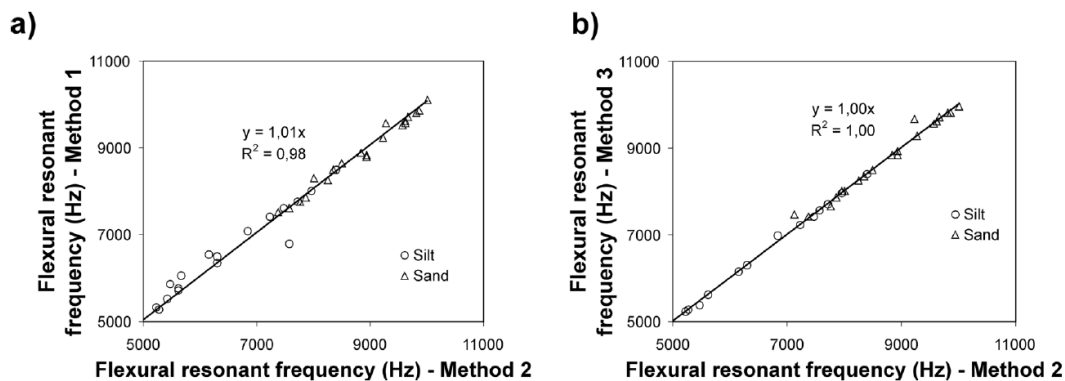 a)
Flexural resonant
frequency (Hz) - Method 1
11000
9000
7000
5000
y = 1,01x
R² = 0,98
Silt
Sand
5000 7000 9000 11000
Flexural resonant frequency (Hz) - Method 2
b)
Flexural resonant
frequency (Hz) - Method 3
11000
9000
7000
5000
y = 1,00x
R² = 1,00
Silt
Sand
5000 7000 9000 11000
Flexural resonant frequency (Hz) - Method 2